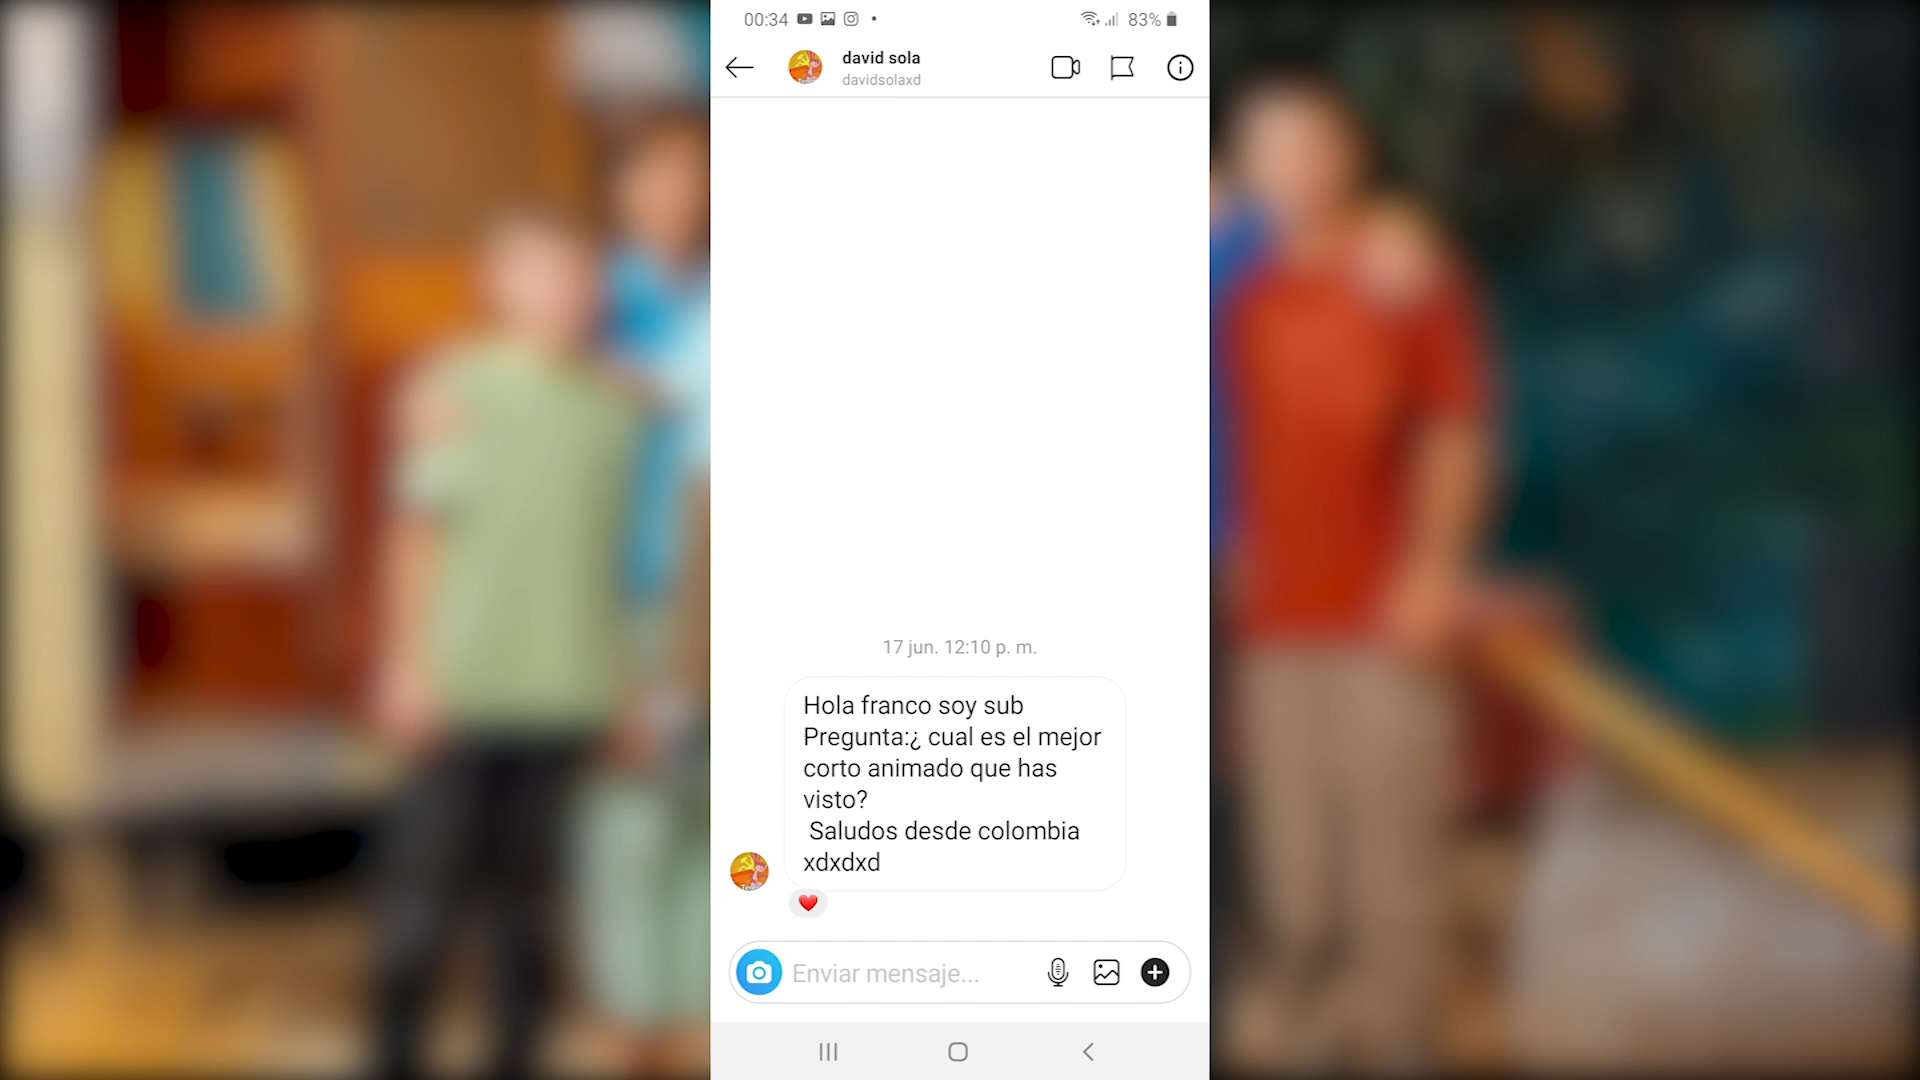 00:34
83%
david sola
davidsolaxd
17 jun. 12:10 p. m.
Hola franco soy sub
Pregunta:¿ cual es el mejor
corto animado que has
visto?
Saludos desde colombia
xdxdxd
Enviar mensaje...